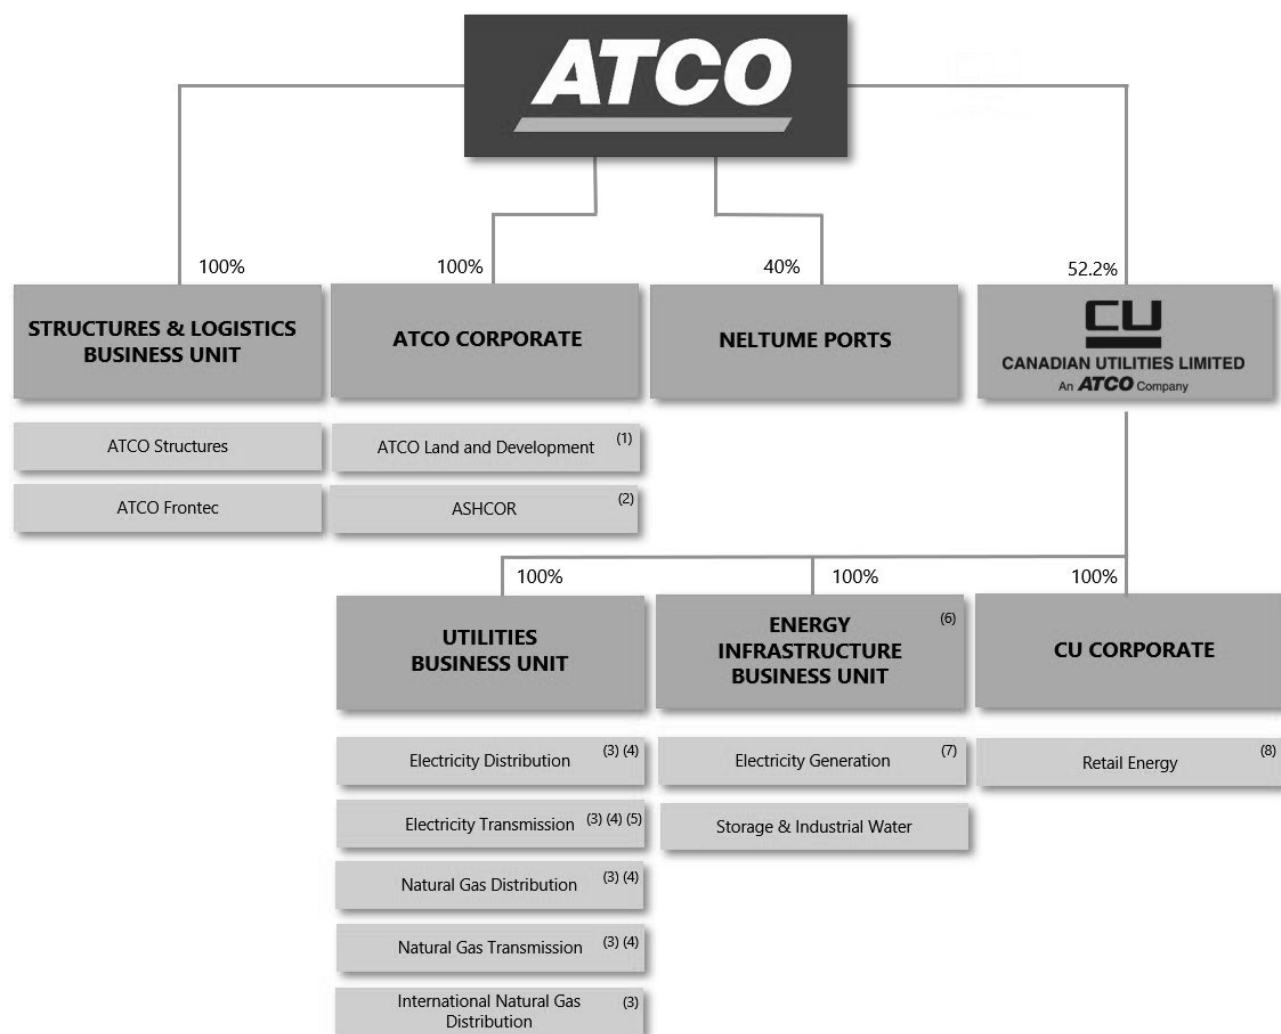 ATCO
100%
100%
40%
52.2%
STRUCTURES & LOGISTICS
BUSINESS UNIT
ATCO CORPORATE
NELTUME PORTS
CU
CANADIAN UTILITIES LIMITED
An ATCO Company
ATCO Structures
ATCO Land and Development (1)
ATCO Frontec
ASHCOR (2)
100%
100%
100%
UTILITIES
BUSINESS UNIT
ENERGY (6)
INFRASTRUCTURE
BUSINESS UNIT
CU CORPORATE
Electricity Distribution (3) (4)
Electricity Generation (7)
Retail Energy (8)
Electricity Transmission (3) (4) (5)
Storage & Industrial Water
Natural Gas Distribution (3) (4)
Natural Gas Transmission (3) (4)
International Natural Gas (3)
Distribution